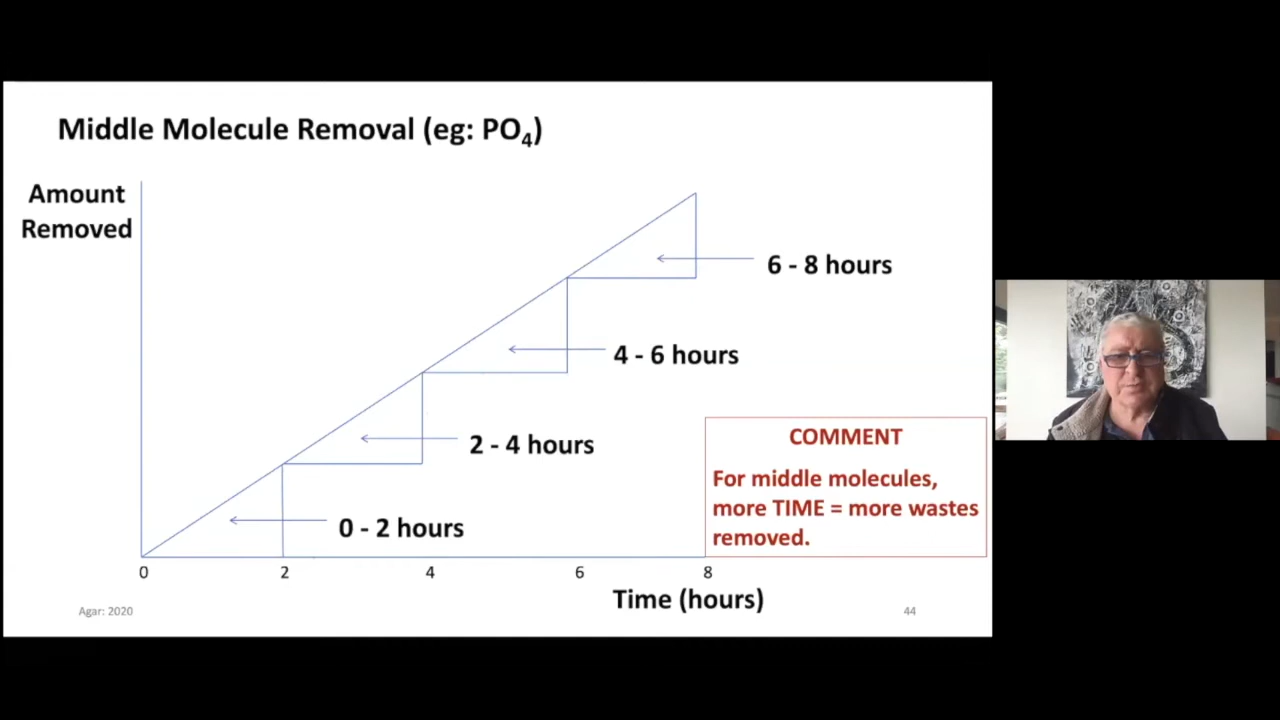 Middle Molecule Removal (eg: PO₄)
Amount
Removed
6 - 8 hours
4 - 6 hours
2 - 4 hours
0 - 2 hours
COMMENT
For middle molecules,
more TIME = more wastes
removed.
0 2 4 6 8
Time (hours)
Agar: 2020
44